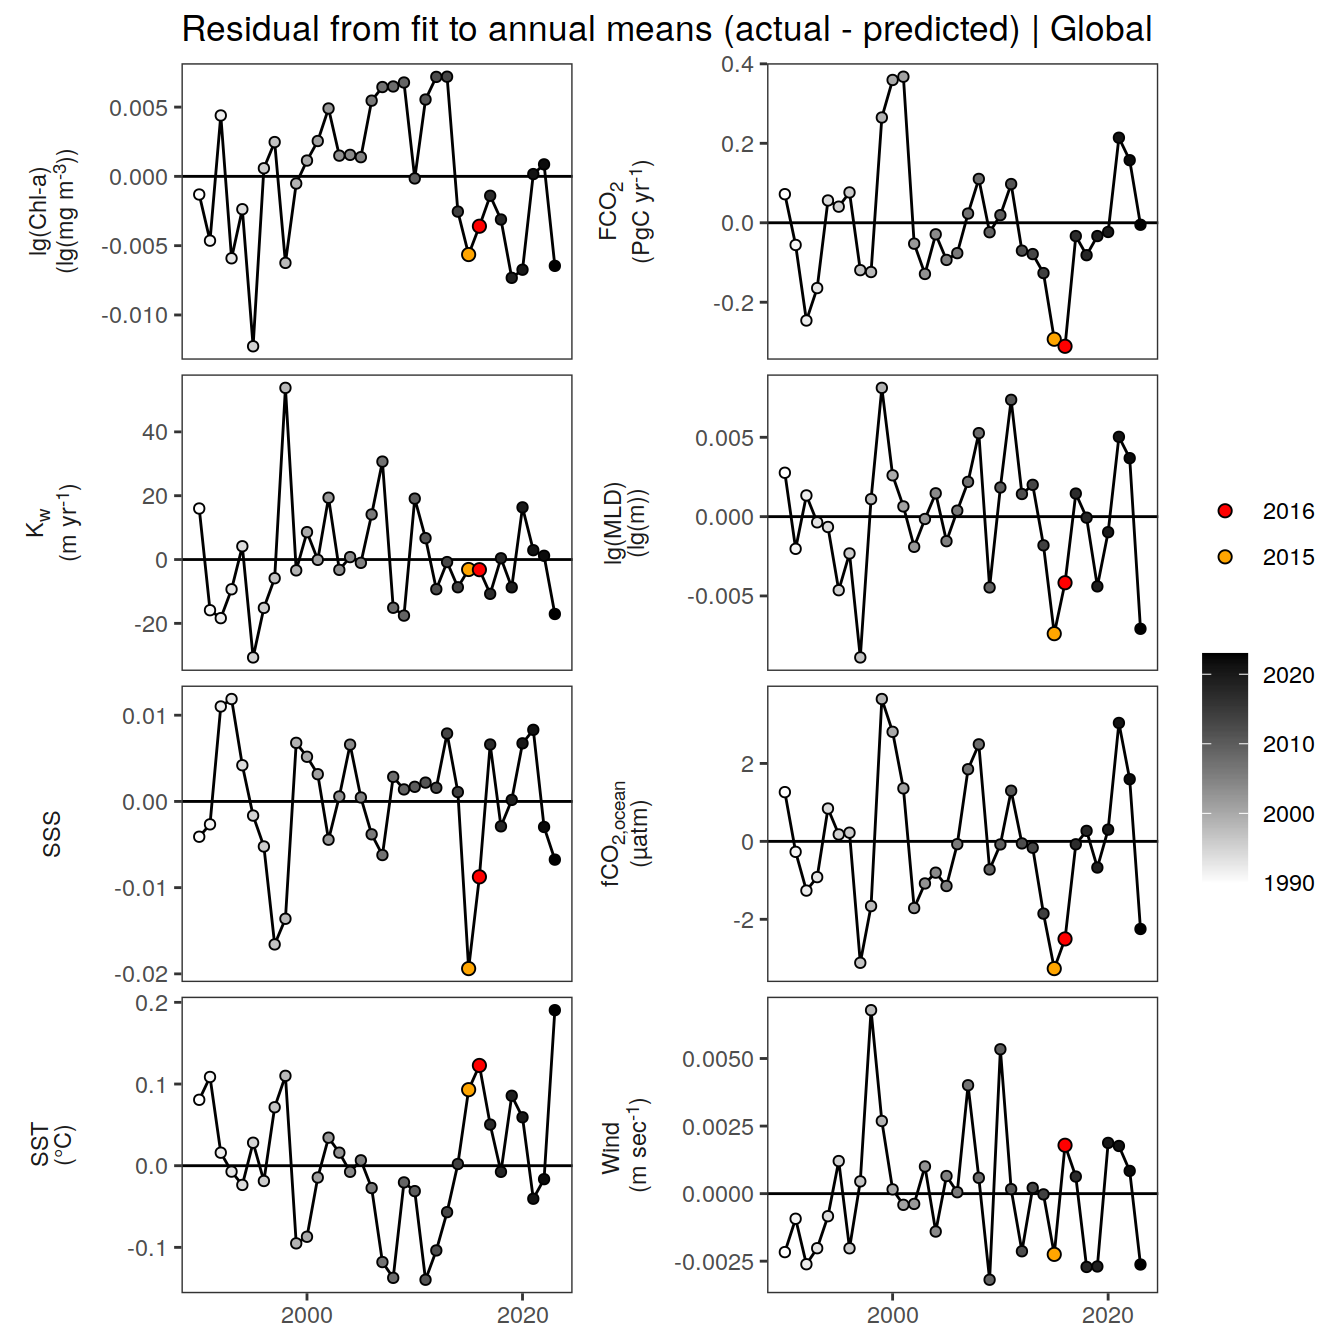 Residual from fit to annual means (actual - predicted) | Global
lg(Chl-a)
(lg(mg m⁻³))
0.005
0.000
-0.005
-0.010
FCO₂
(PgC yr⁻¹)
0.4
0.2
0.0
-0.2
K_w
(m yr⁻¹)
40
20
0
-20
lg(MLD)
(lg(m))
0.005
0.000
-0.005
SSS
0.01
0.00
-0.01
-0.02
fCO₂,ocean
(µatm)
2
0
-2
SST
(°C)
0.2
0.1
0.0
-0.1
2000
2020
Wind
(m sec⁻¹)
0.0050
0.0025
0.0000
-0.0025
2000
2020
2016
2015
2020
2010
2000
1990